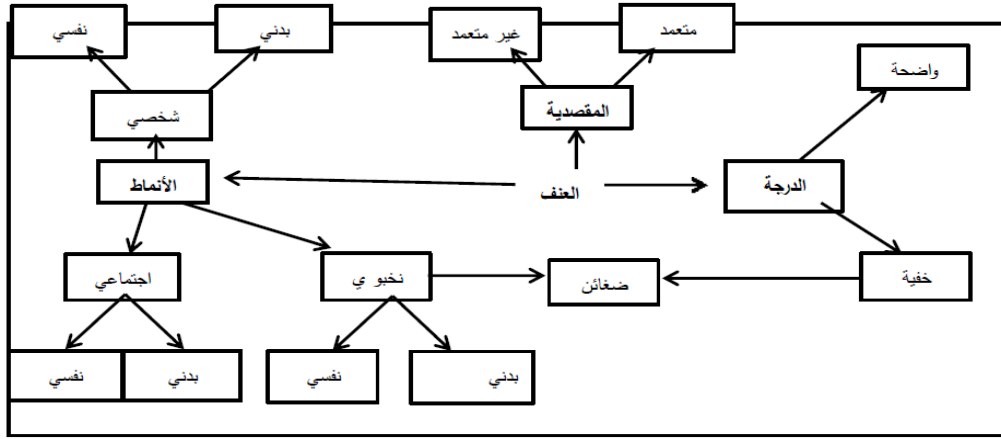 متعمد
غير متعمد
بدني
نفسي
واضحة
المقصدية
شخصي
الدرجة
العنف
الأنماط
خفية
ضغائن
نخبو ي
اجتماعي
بدني
نفسي
بدني
نفسي